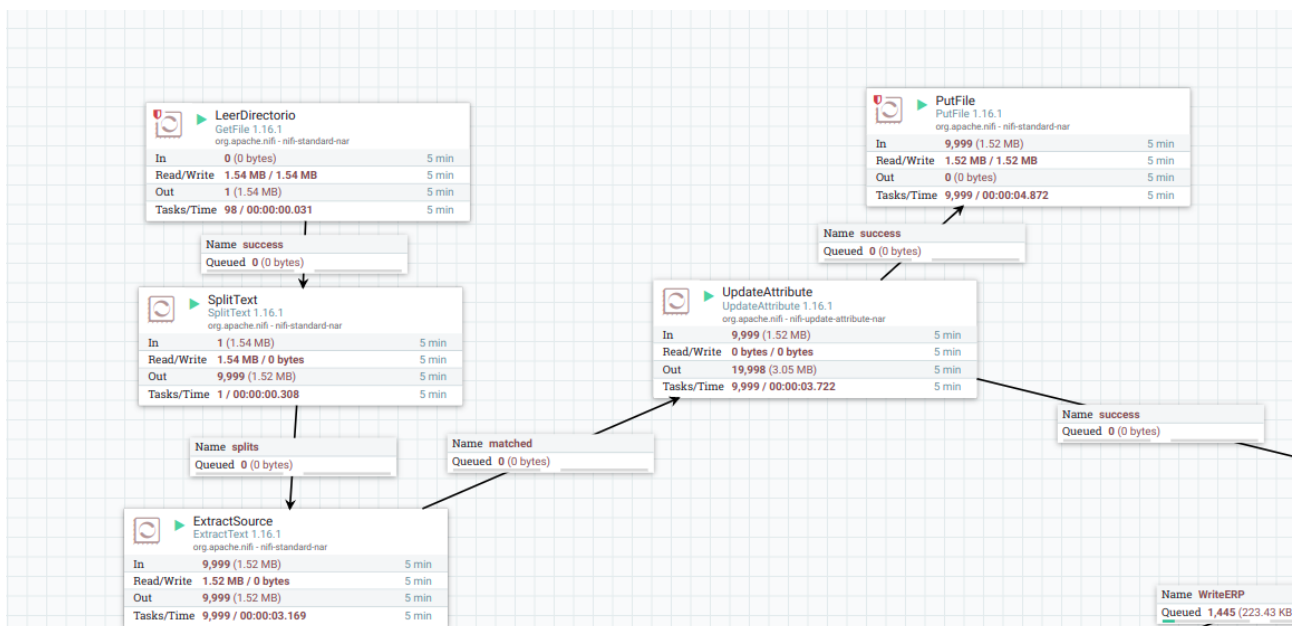 LeerDirectorio
GetFile 1.16.1
org.apache.nifi - nifi-standard-nar
In 0 (0 bytes) 5 min
Read/Write 1.54 MB / 1.54 MB 5 min
Out 1 (1.54 MB) 5 min
Tasks/Time 98 / 00:00:00.031 5 min
Name success
Queued 0 (0 bytes)
SplitText
SplitText 1.16.1
org.apache.nifi - nifi-standard-nar
In 1 (1.54 MB) 5 min
Read/Write 1.54 MB / 0 bytes 5 min
Out 9,999 (1.52 MB) 5 min
Tasks/Time 1 / 00:00:00.308 5 min
Name splits
Queued 0 (0 bytes)
ExtractSource
ExtractText 1.16.1
org.apache.nifi - nifi-standard-nar
In 9,999 (1.52 MB) 5 min
Read/Write 1.52 MB / 0 bytes 5 min
Out 9,999 (1.52 MB) 5 min
Tasks/Time 9,999 / 00:00:03.169 5 min
Name matched
Queued 0 (0 bytes)
UpdateAttribute
UpdateAttribute 1.16.1
org.apache.nifi - nifi-update-attribute-nar
In 9,999 (1.52 MB) 5 min
Read/Write 0 bytes / 0 bytes 5 min
Out 19,998 (3.05 MB) 5 min
Tasks/Time 9,999 / 00:00:03.722 5 min
Name success
Queued 0 (0 bytes)
PutFile
PutFile 1.16.1
org.apache.nifi - nifi-standard-nar
In 9,999 (1.52 MB) 5 min
Read/Write 1.52 MB / 1.52 MB 5 min
Out 0 (0 bytes) 5 min
Tasks/Time 9,999 / 00:00:04.872 5 min
Name success
Queued 0 (0 bytes)
Name WriteERP
Queued 1,445 (223.43 KB